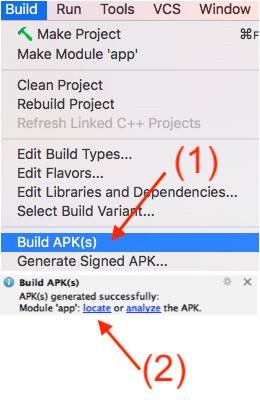 Build Run Tools VCS Window
Make Project ⌘F
Make Module 'app'
Clean Project
Rebuild Project
Refresh Linked C++ Projects
Edit Build Types...
Edit Flavors...
Edit Libraries and Dependencies...
Select Build Variant...
(1)
Build APK(s)
Generate Signed APK...
Build APK(s)
APK(s) generated successfully:
Module 'app': locate or analyze the APK.
(2)